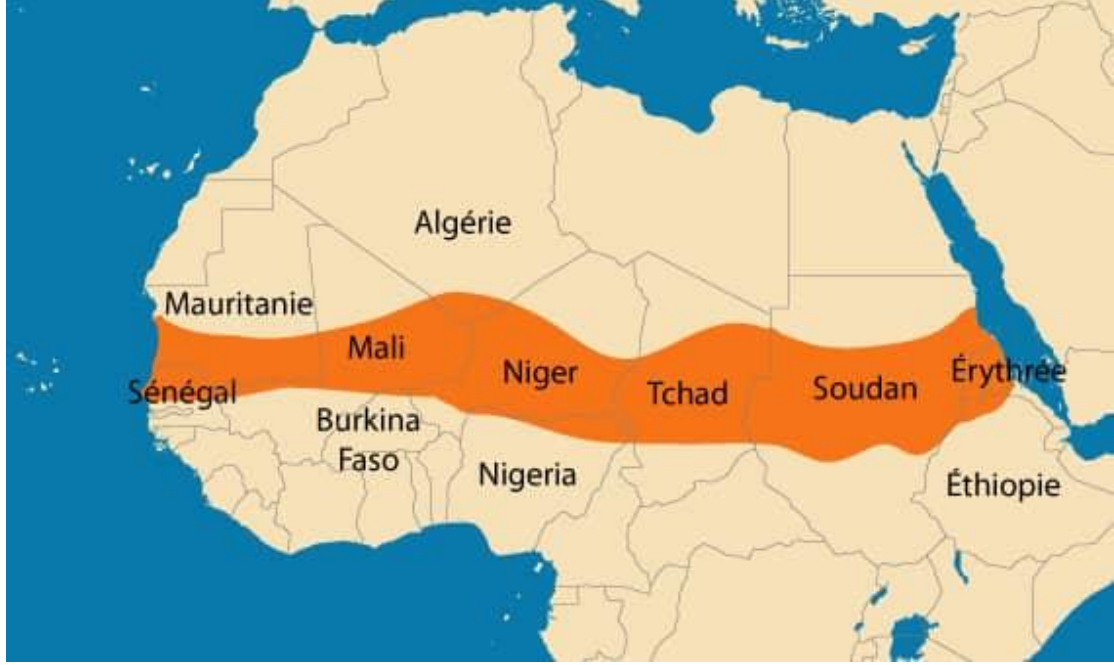 Algérie
Mauritanie
Mali
Niger
Tchad
Soudan
Érythrée
Sénégal
Burkina
Faso
Nigeria
Éthiopie